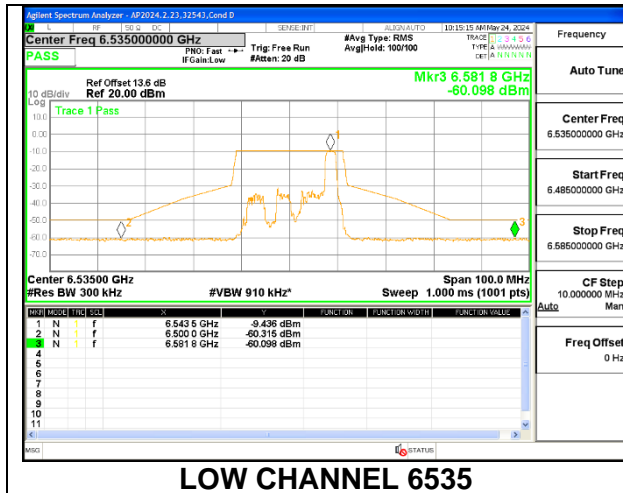 Agilent Spectrum Analyzer - AP2024.2.23,32543,Cond D
L RF 50 Ω DC SENSE:INT ALIGN AUTO 10:15:15 AM May 24, 2024
Center Freq 6.535000000 GHz
PASS
PNO: Fast
IFGain:Low
Trig: Free Run
#Atten: 20 dB
#Avg Type: RMS
Avg|Hold: 100/100
TRACE 1 2 3 4 5 6
TYPE A
DET A N N N N N
Ref Offset 13.6 dB
Ref 20.00 dBm
10 dB/div
Log
Mkr3 6.581 8 GHz
-60.098 dBm
Trace 1 Pass
10.0
0.00
-10.0
-20.0
-30.0
-40.0
-50.0
-60.0
-70.0
1
2
3
Center 6.53500 GHz Span 100.0 MHz
#Res BW 300 kHz #VBW 910 kHz* Sweep 1.000 ms (1001 pts)
MKR MODE TRC SCL X Y FUNCTION FUNCTION WIDTH FUNCTION VALUE
1 N 1 f 6.543 5 GHz -9.436 dBm
2 N 1 f 6.500 0 GHz -60.315 dBm
3 N 1 f 6.581 8 GHz -60.098 dBm
4
5
6
7
8
9
10
11
MSG STATUS
Frequency
Auto Tune
Center Freq
6.535000000 GHz
Start Freq
6.485000000 GHz
Stop Freq
6.585000000 GHz
CF Step
10.000000 MHz
Auto Man
Freq Offset
0 Hz
LOW CHANNEL 6535